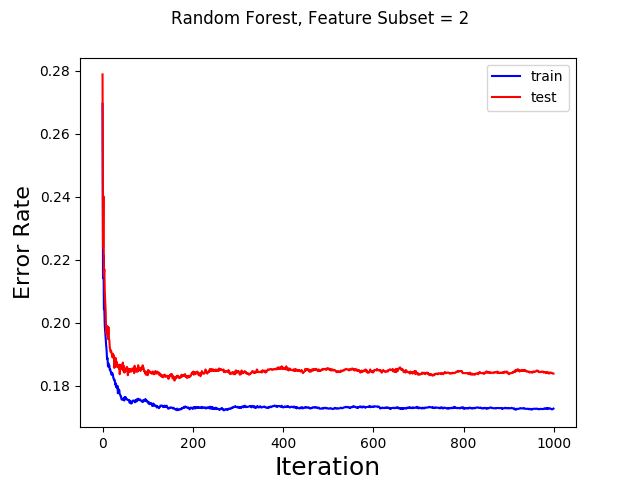 Random Forest, Feature Subset = 2
train
test
0.28
0.26
0.24
0.22
0.20
0.18
Error Rate
0
200
400
600
800
1000
Iteration